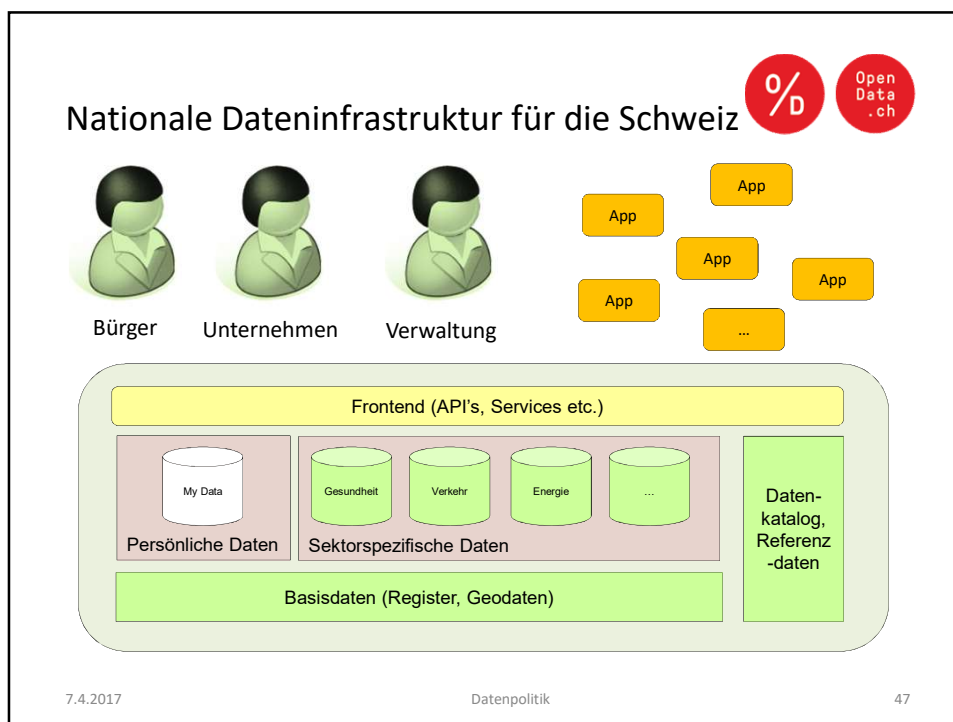 Nationale Dateninfrastruktur für die Schweiz
%D
Open
Data
.ch
Bürger
Unternehmen
Verwaltung
App
App
App
App
App
...
Frontend (API's, Services etc.)
My Data
Persönliche Daten
Gesundheit
Verkehr
Energie
...
Sektorspezifische Daten
Daten-
katalog,
Referenz
-daten
Basisdaten (Register, Geodaten)
7.4.2017
Datenpolitik
47